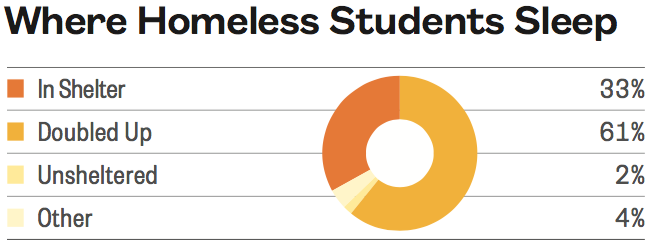 Where Homeless Students Sleep
In Shelter 33%
Doubled Up 61%
Unsheltered 2%
Other 4%